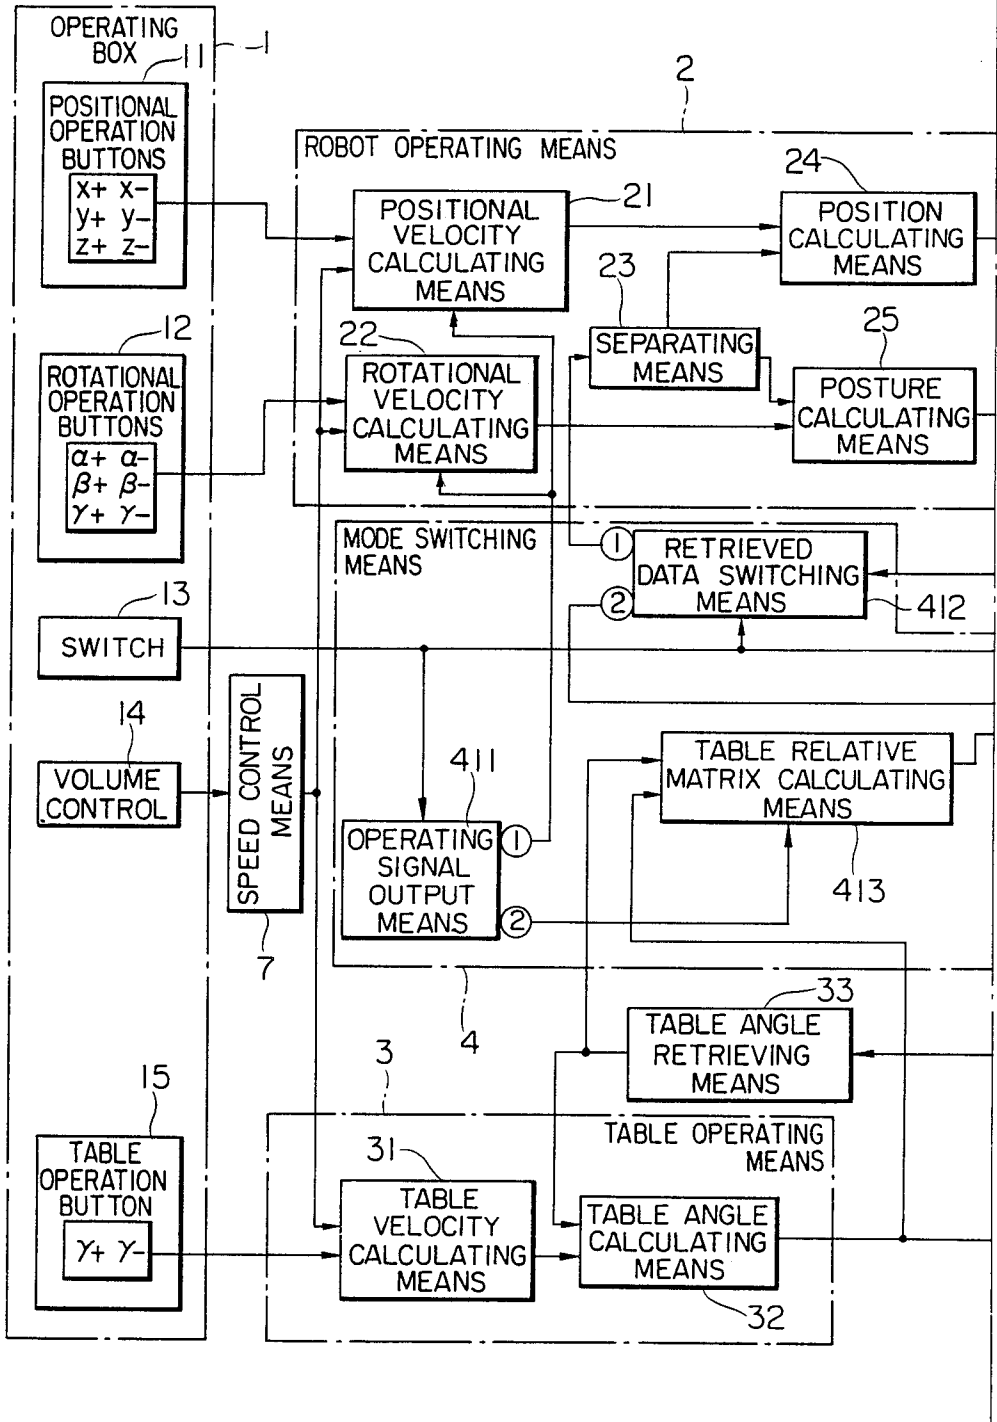 OPERATING
BOX
1
11
POSITIONAL
OPERATION
BUTTONS
x+ x-
y+ y-
z+ z-
12
ROTATIONAL
OPERATION
BUTTONS
α+ α-
β+ β-
γ+ γ-
13
SWITCH
14
VOLUME
CONTROL
SPEED CONTROL
MEANS
7
15
TABLE
OPERATION
BUTTON
γ+ γ-
2
ROBOT OPERATING MEANS
21
POSITIONAL
VELOCITY
CALCULATING
MEANS
22
ROTATIONAL
VELOCITY
CALCULATING
MEANS
23
SEPARATING
MEANS
24
POSITION
CALCULATING
MEANS
25
POSTURE
CALCULATING
MEANS
MODE SWITCHING
MEANS
①
②
RETRIEVED
DATA SWITCHING
MEANS
412
411
OPERATING
SIGNAL
OUTPUT
MEANS
①
②
TABLE RELATIVE
MATRIX CALCULATING
MEANS
413
4
33
TABLE ANGLE
RETRIEVING
MEANS
3
TABLE OPERATING
MEANS
31
TABLE
VELOCITY
CALCULATING
MEANS
TABLE ANGLE
CALCULATING
MEANS
32